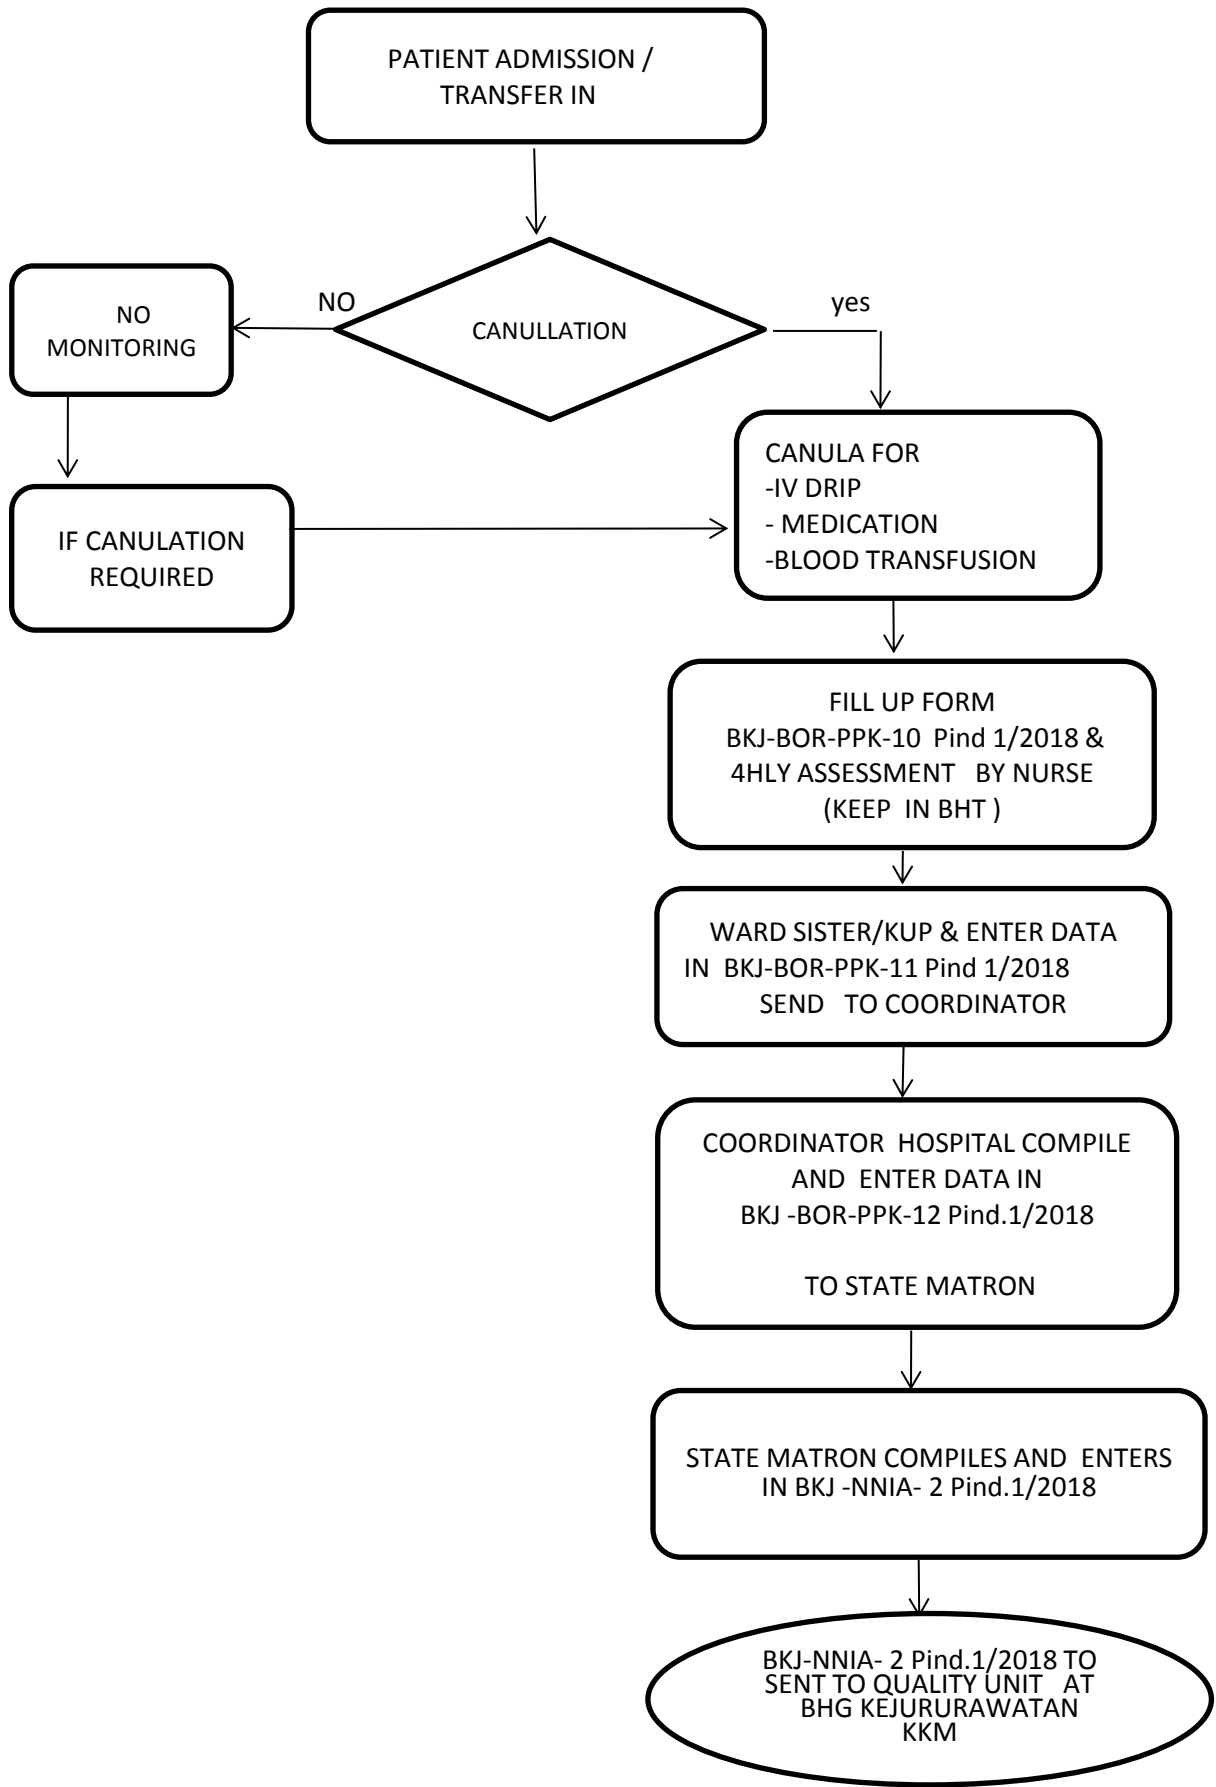 PATIENT ADMISSION /
TRANSFER IN
NO
yes
CANULLATION
NO
MONITORING
CANULA FOR
-IV DRIP
- MEDICATION
-BLOOD TRANSFUSION
IF CANULATION
REQUIRED
FILL UP FORM
BKJ-BOR-PPK-10 Pind 1/2018 &
4HLY ASSESSMENT BY NURSE
(KEEP IN BHT )
WARD SISTER/KUP & ENTER DATA
IN BKJ-BOR-PPK-11 Pind 1/2018
SEND TO COORDINATOR
COORDINATOR HOSPITAL COMPILE
AND ENTER DATA IN
BKJ -BOR-PPK-12 Pind.1/2018
TO STATE MATRON
STATE MATRON COMPILES AND ENTERS
IN BKJ -NNIA- 2 Pind.1/2018
BKJ-NNIA- 2 Pind.1/2018 TO
SENT TO QUALITY UNIT AT
BHG KEJURURAWATAN
KKM